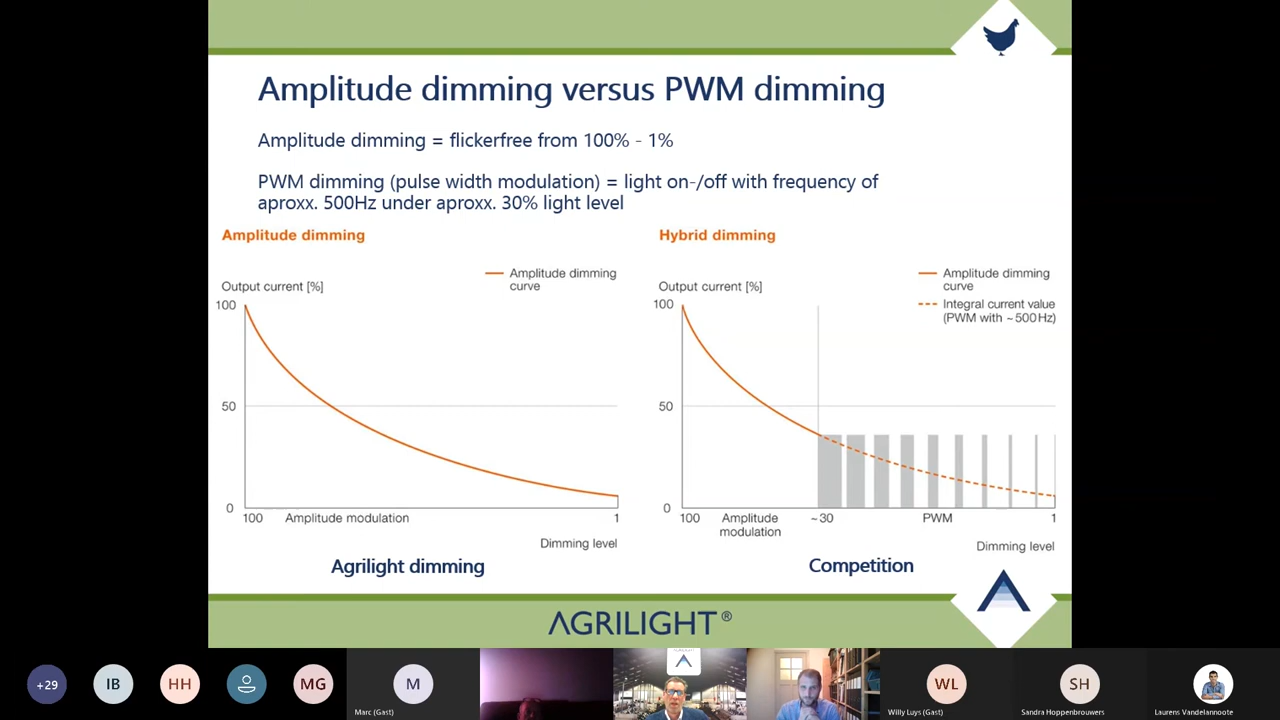 Amplitude dimming versus PWM dimming
Amplitude dimming = flickerfree from 100% - 1%
PWM dimming (pulse width modulation) = light on-/off with frequency of
aproxx. 500Hz under aproxx. 30% light level
Amplitude dimming
Output current [%]
Amplitude dimming
curve
100
50
0
100
Amplitude modulation
1
Dimming level
Agrilight dimming
Hybrid dimming
Output current [%]
Amplitude dimming
curve
Integral current value
(PWM with ~500Hz)
100
50
0
100
Amplitude
modulation
~30
PWM
1
Dimming level
Competition
AGRILIGHT®
+29
IB
HH
MG
M
Marc (Gast)
WL
Willy Luys (Gast)
SH
Sandra Hoppenbrouwers
Laurens Vandelannoote